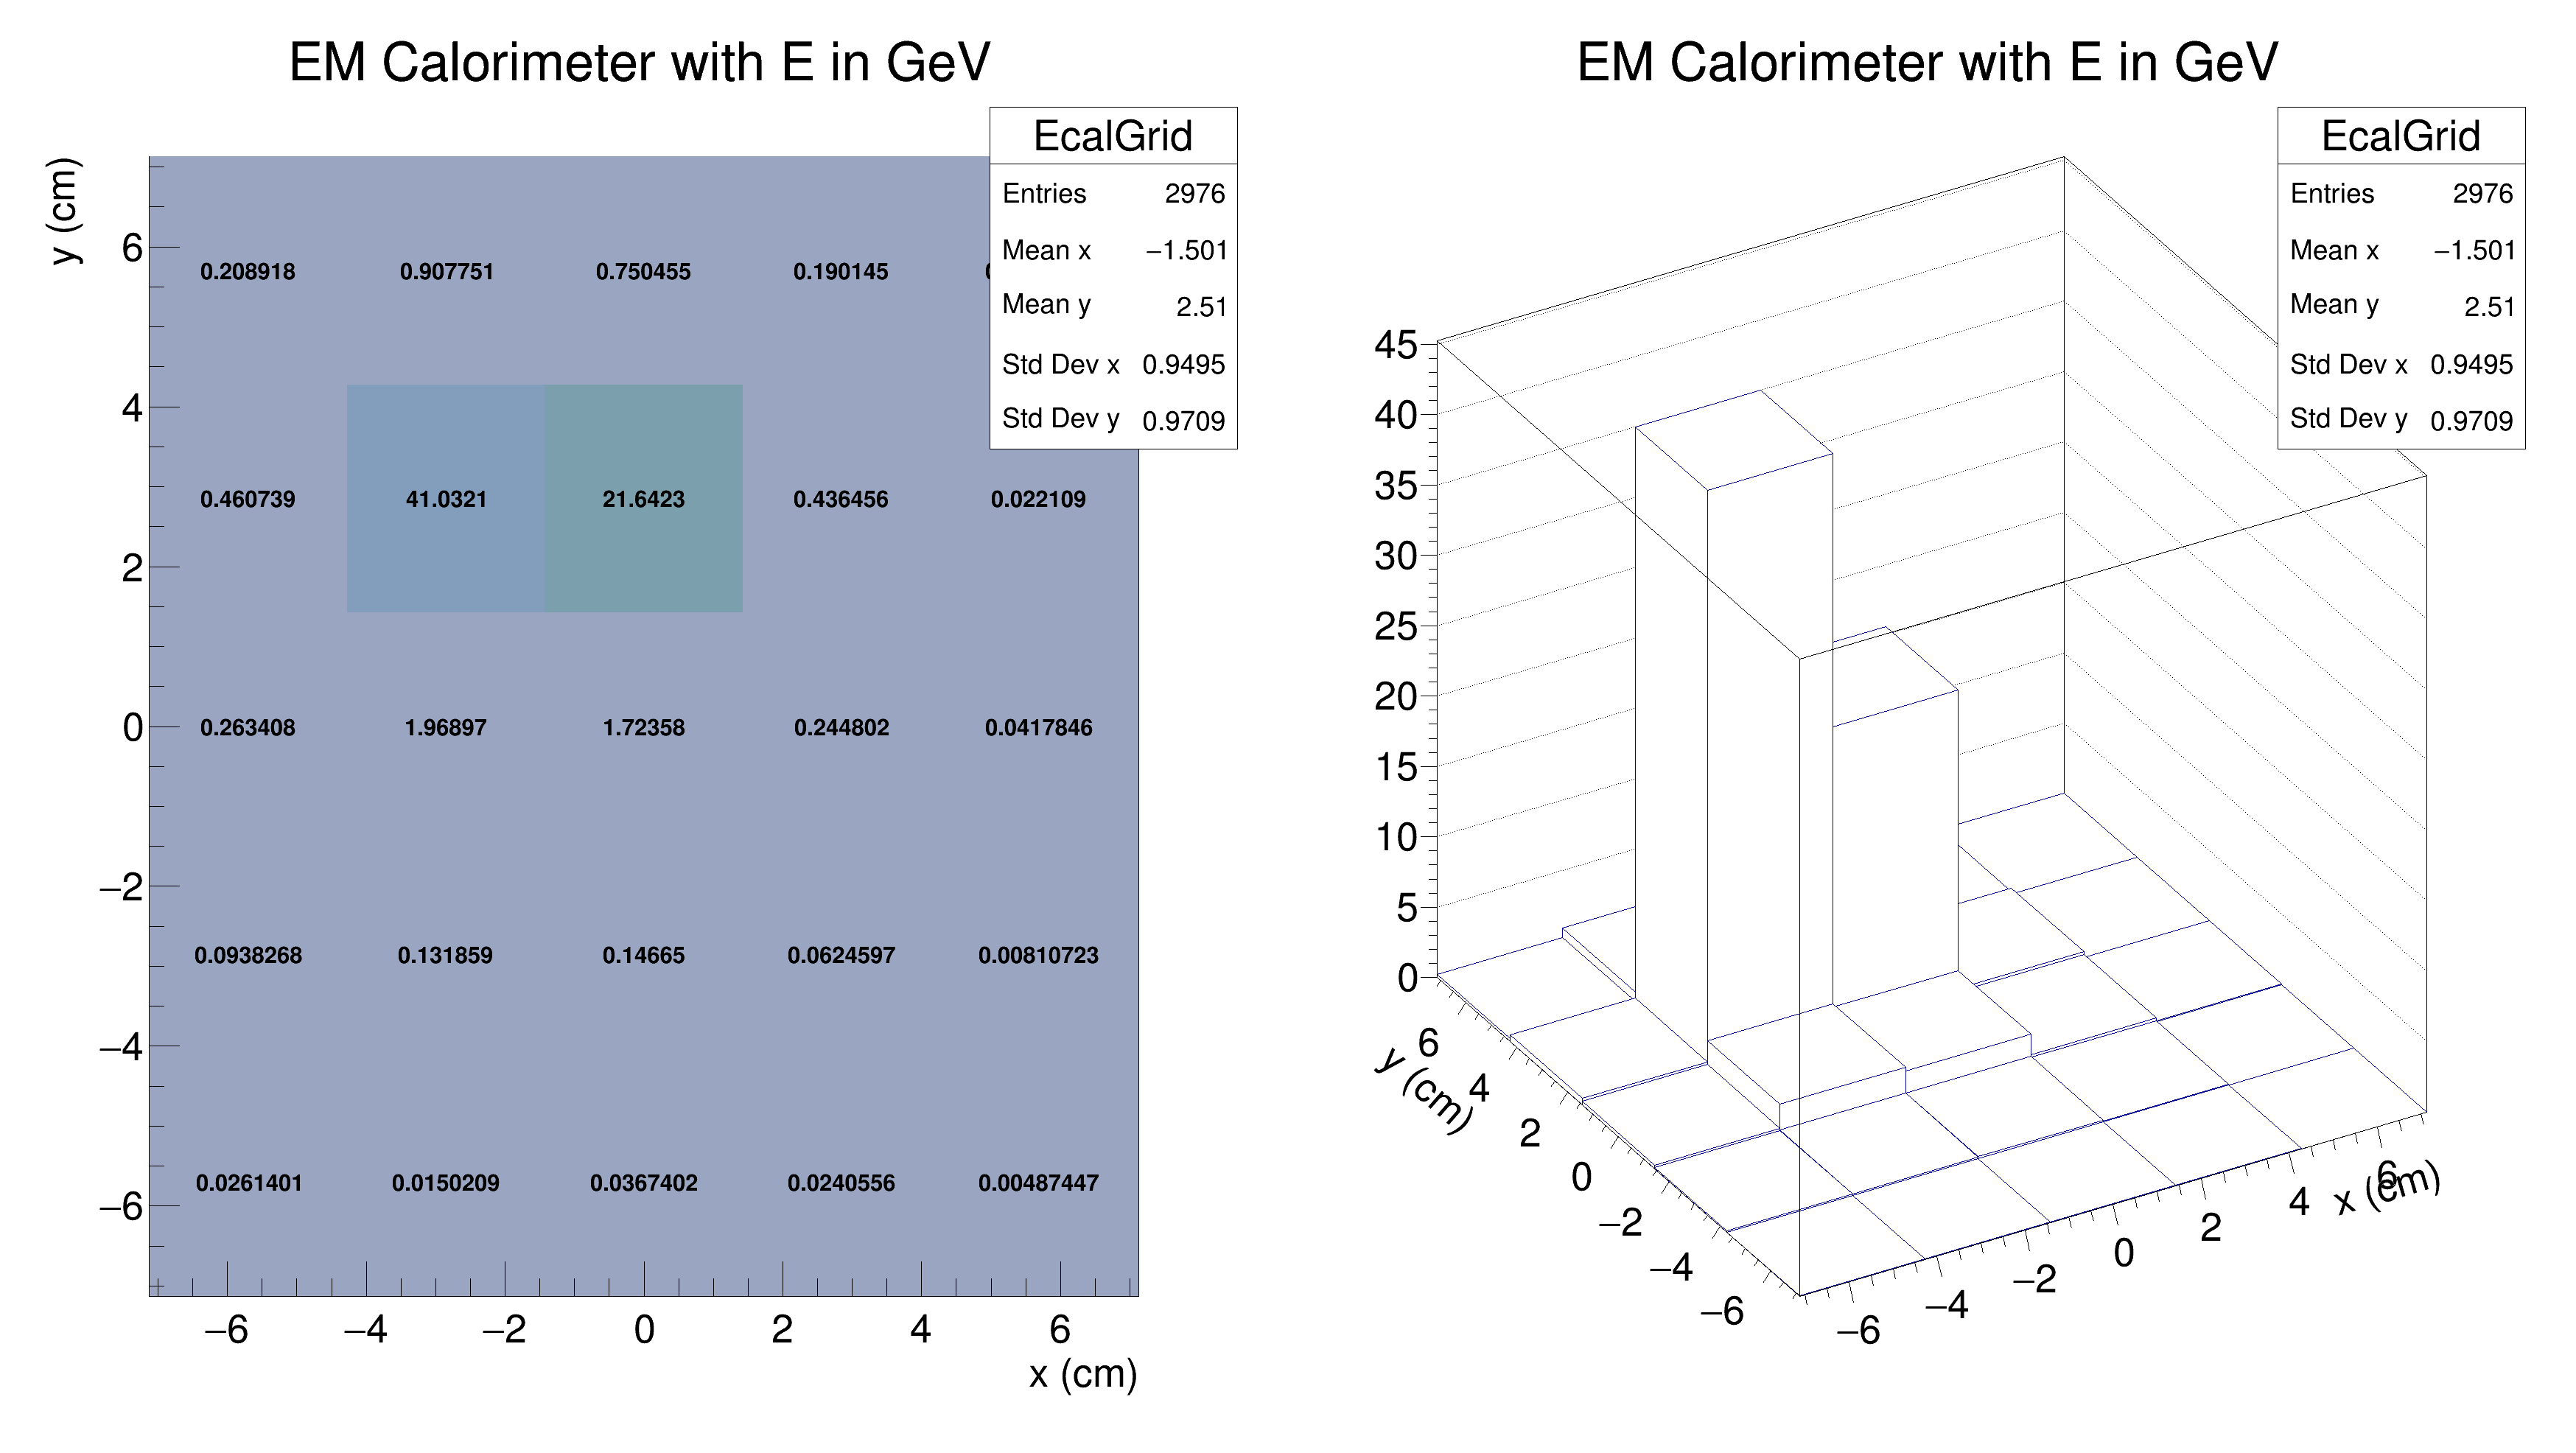 EM Calorimeter with E in GeV
EcalGrid
Entries 2976
Mean x −1.501
Mean y 2.51
Std Dev x 0.9495
Std Dev y 0.9709
y (cm)
6
4
2
0
−2
−4
−6
0.208918 0.907751 0.750455 0.190145
0.460739 41.0321 21.6423 0.436456 0.022109
0.263408 1.96897 1.72358 0.244802 0.0417846
0.0938268 0.131859 0.14665 0.0624597 0.00810723
0.0261401 0.0150209 0.0367402 0.0240556 0.00487447
−6 −4 −2 0 2 4 6
x (cm)
EM Calorimeter with E in GeV
EcalGrid
Entries 2976
Mean x −1.501
Mean y 2.51
Std Dev x 0.9495
Std Dev y 0.9709
45
40
35
30
25
20
15
10
5
0
y (cm)
6
4
2
0
−2
−4
−6
−6
−4
−2
0
2
4
6
x (cm)